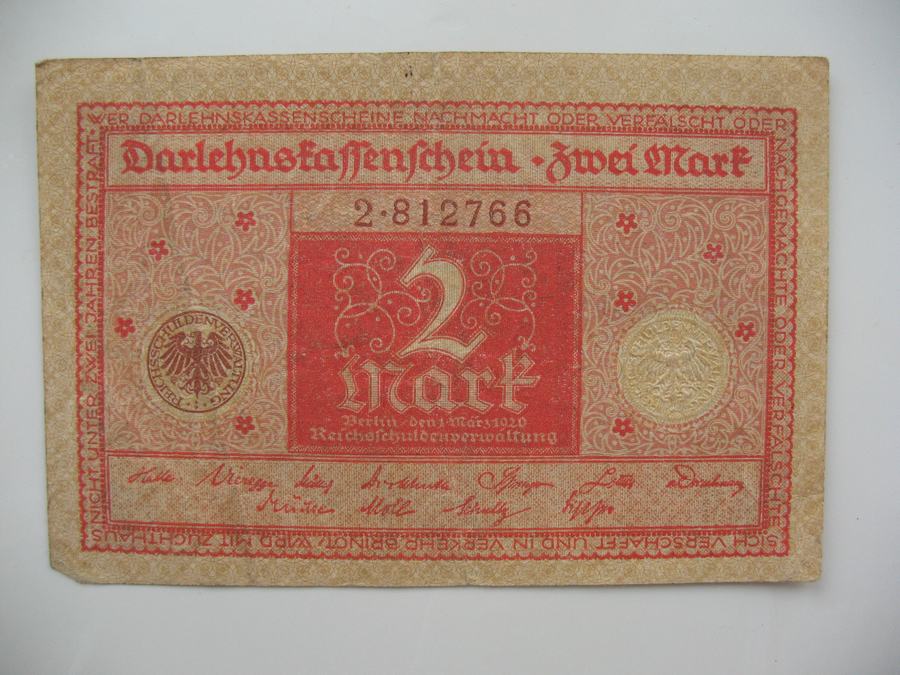 WER DARLEHNSKASSENSCHEINE NACHMACHT ODER VERFÄLSCHT ODER
NACHGEMACHTE ODER VERFÄLSCHTE
SICH VERSCHAFFT UND IN VERKEHR BRINGT, WIRD MIT ZUCHTHAUS
NICHT UNTER ZWEI JAHREN BESTRAFT.
Darlehnskassenschein · Zwei Mark
2·812766
2
Mark
Berlin, den 1. März 1920
Reichsschuldenverwaltung
REICHSSCHULDENVERWALTUNG